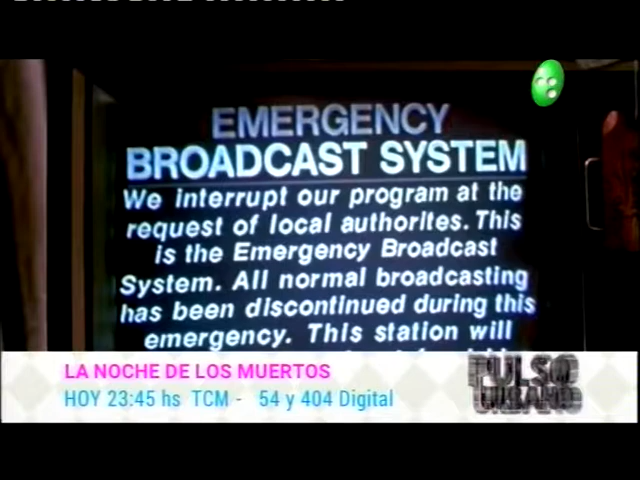 EMERGENCY
BROADCAST SYSTEM
We interrupt our program at the
request of local authorites. This
is the Emergency Broadcast
System. All normal broadcasting
has been discontinued during this
emergency. This station will
LA NOCHE DE LOS MUERTOS
HOY 23:45 hs TCM - 54 y 404 Digital
PULSO
URBANO